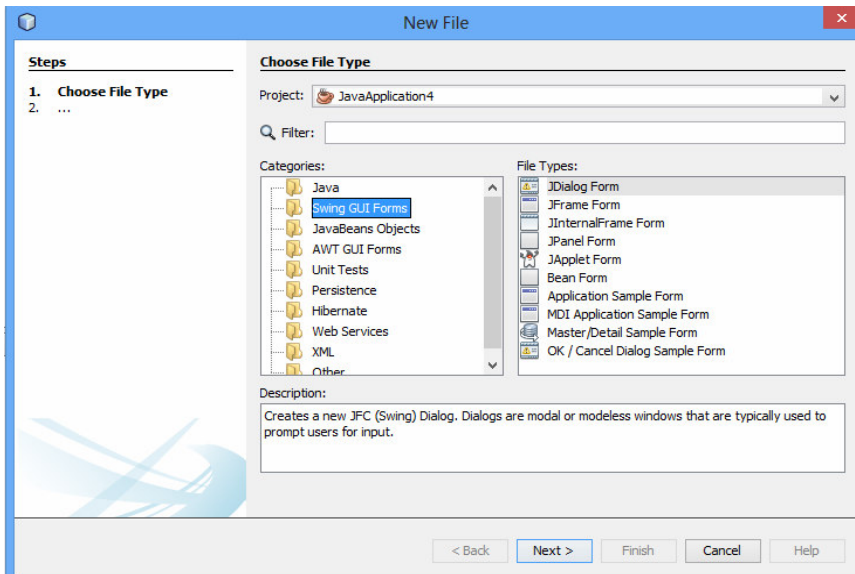 New File
Steps
1. Choose File Type
2. ...
Choose File Type
Project: JavaApplication4
Filter:
Categories:
Java
Swing GUI Forms
JavaBeans Objects
AWT GUI Forms
Unit Tests
Persistence
Hibernate
Web Services
XML
Other
File Types:
JDialog Form
JFrame Form
JInternalFrame Form
JPanel Form
JApplet Form
Bean Form
Application Sample Form
MDI Application Sample Form
Master/Detail Sample Form
OK / Cancel Dialog Sample Form
Description:
Creates a new JFC (Swing) Dialog. Dialogs are modal or modeless windows that are typically used to
prompt users for input.
< Back Next > Finish Cancel Help